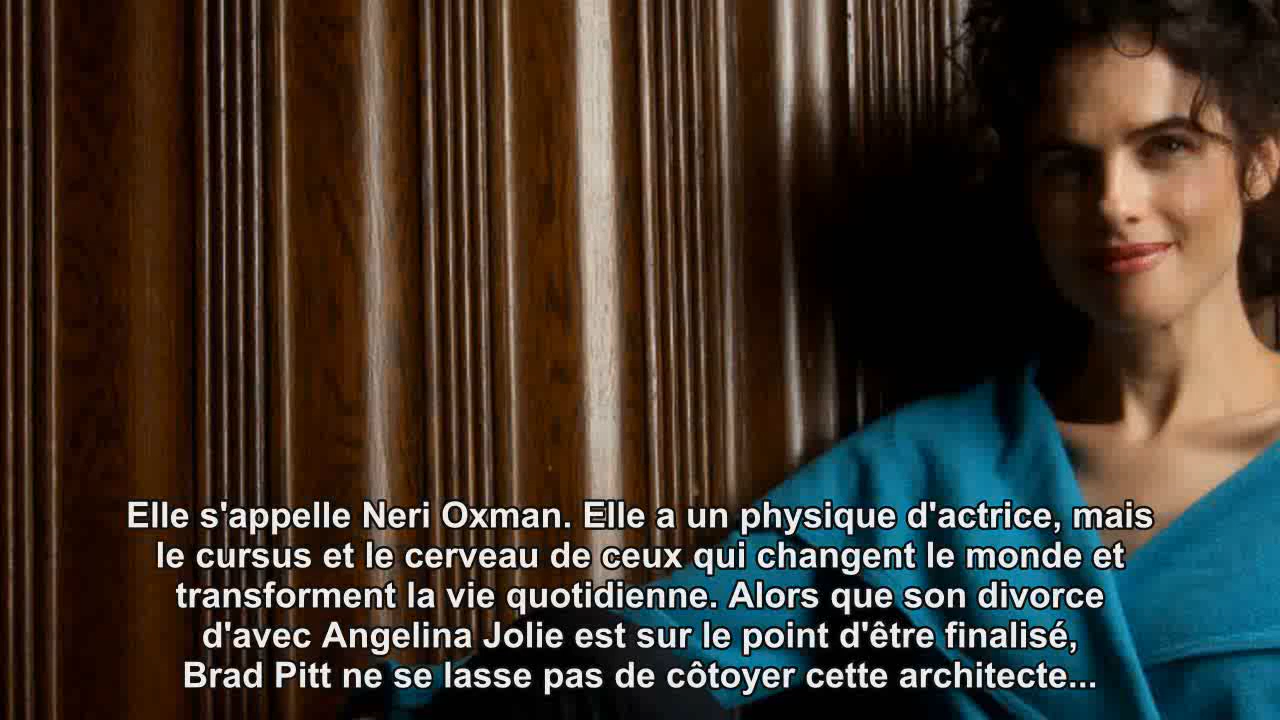 Elle s'appelle Neri Oxman. Elle a un physique d'actrice, mais
le cursus et le cerveau de ceux qui changent le monde et
transforment la vie quotidienne. Alors que son divorce
d'avec Angelina Jolie est sur le point d'être finalisé,
Brad Pitt ne se lasse pas de côtoyer cette architecte...